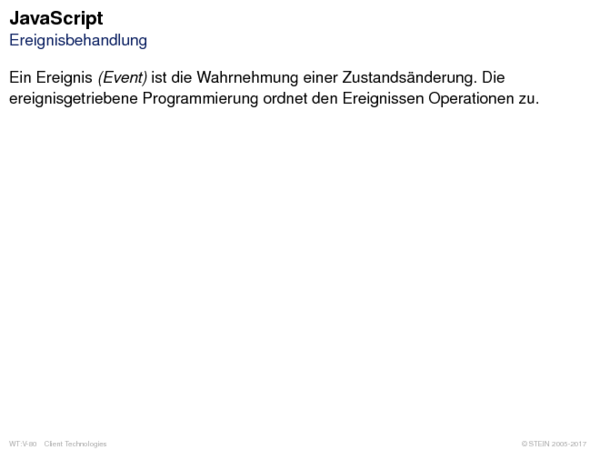 JavaScript
Ereignisbehandlung
Ein Ereignis (Event) ist die Wahrnehmung einer Zustandsänderung. Die
ereignisgetriebene Programmierung ordnet den Ereignissen Operationen zu.
WT:V-80 Client Technologies © STEIN 2005-2017